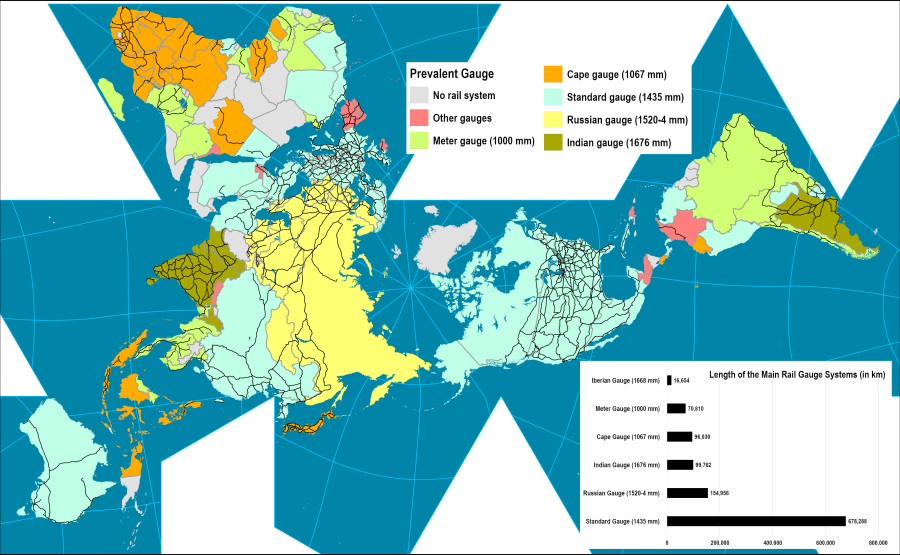 Prevalent Gauge
No rail system
Other gauges
Meter gauge (1000 mm)
Cape gauge (1067 mm)
Standard gauge (1435 mm)
Russian gauge (1520-4 mm)
Indian gauge (1676 mm)
Length of the Main Rail Gauge Systems (in km)
Iberian Gauge (1668 mm) 16,654
Meter Gauge (1000 mm) 70,810
Cape Gauge (1067 mm) 96,030
Indian Gauge (1676 mm) 99,762
Russian Gauge (1520-4 mm) 154,956
Standard Gauge (1435 mm) 678,288
0 200,000 400,000 600,000 800,000